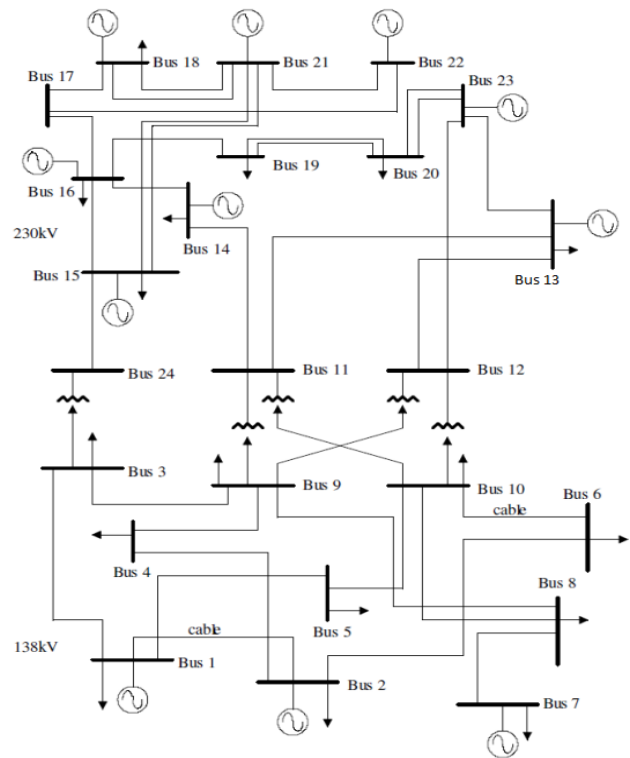 Bus 18
Bus 21
Bus 22
Bus 17
Bus 23
Bus 19
Bus 20
Bus 16
230kV
Bus 14
Bus 15
Bus 13
Bus 24
Bus 11
Bus 12
Bus 3
Bus 9
Bus 10
Bus 6
cable
Bus 4
Bus 8
Bus 5
cable
138kV
Bus 1
Bus 2
Bus 7